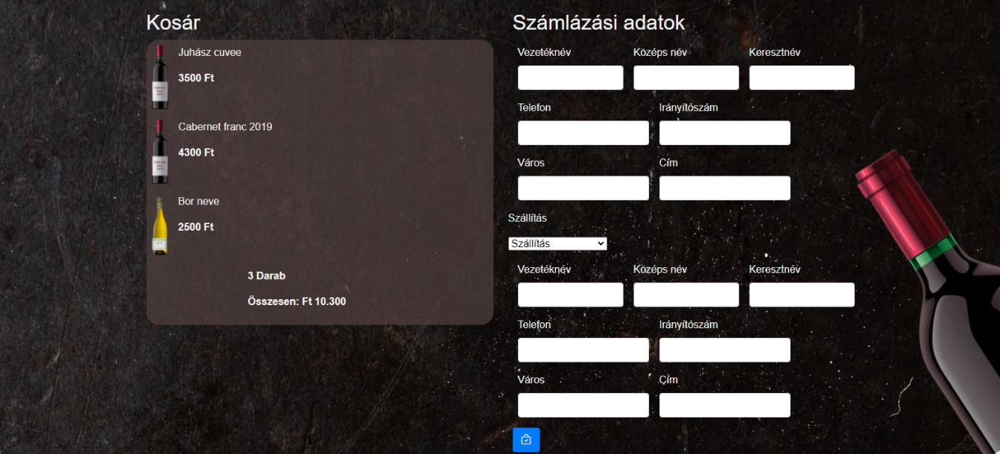 Kosár
Juhász cuvee
3500 Ft
Cabernet franc 2019
4300 Ft
Bor neve
2500 Ft
3 Darab
Összesen: Ft 10.300
Számlázási adatok
Vezetéknév Középs név Keresztnév
Telefon Irányítószám
Város Cím
Szállítás
Szállítás
Vezetéknév Középs név Keresztnév
Telefon Irányítószám
Város Cím